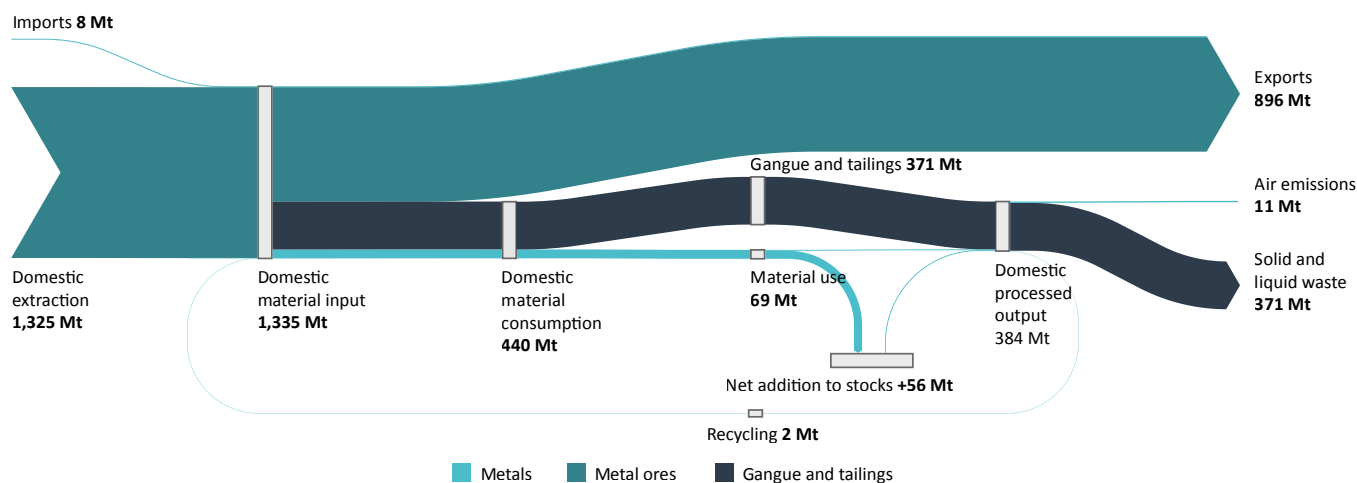 Imports 8 Mt
Exports
896 Mt
Gangue and tailings 371 Mt
Air emissions
11 Mt
Domestic
extraction
1,325 Mt
Domestic
material input
1,335 Mt
Domestic
material
consumption
440 Mt
Material use
69 Mt
Domestic
processed
output
384 Mt
Solid and
liquid waste
371 Mt
Net addition to stocks +56 Mt
Recycling 2 Mt
Metals
Metal ores
Gangue and tailings